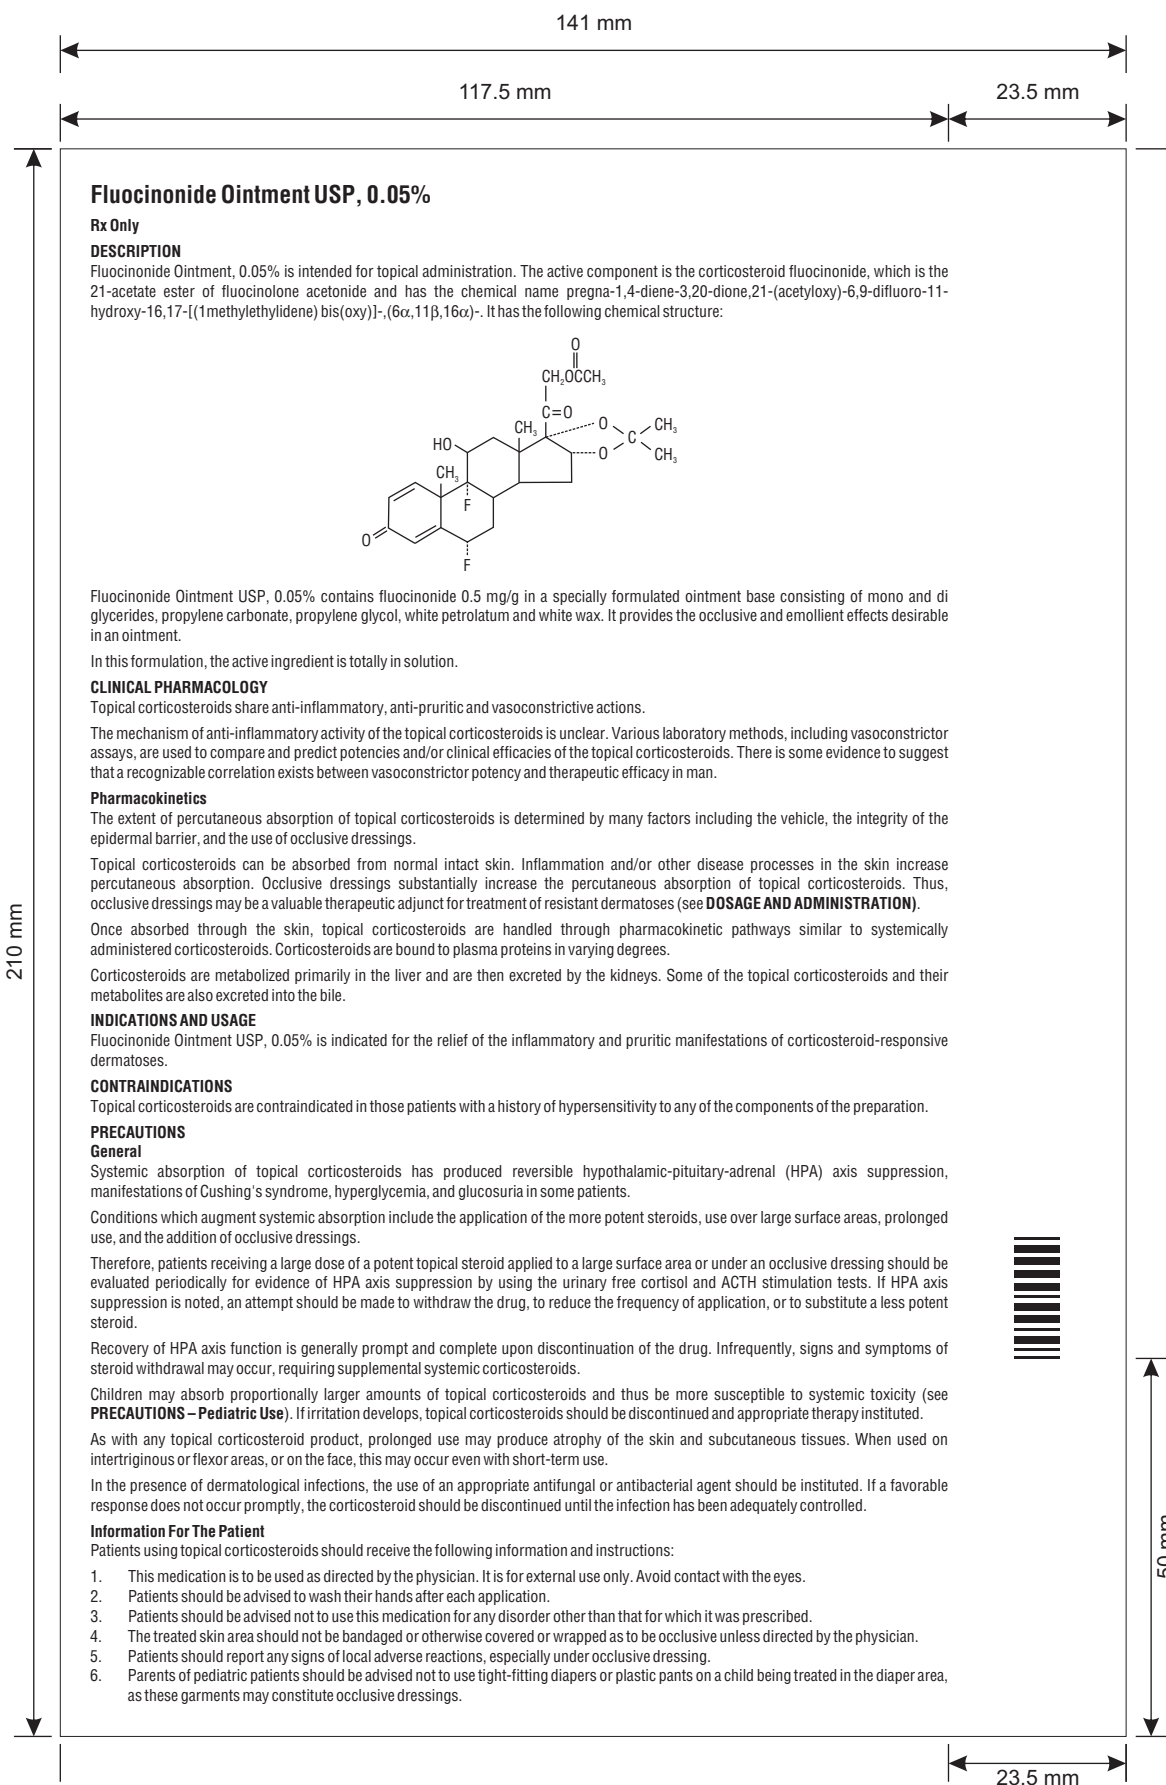 141 mm
117.5 mm
23.5 mm
Fluocinonide Ointment USP, 0.05%
Rx Only
DESCRIPTION
Fluocinonide Ointment, 0.05% is intended for topical administration. The active component is the corticosteroid fluocinonide, which is the
21-acetate ester of fluocinolone acetonide and has the chemical name pregna-1,4-diene-3,20-dione,21-(acetyloxy)-6,9-difluoro-11-
hydroxy-16,17-[(1methylethylidene) bis(oxy)]-,(6α,11β,16α)-. It has the following chemical structure:
O
CH₂OCCH₃
C=O
CH₃
O
C
CH₃
HO
O
CH₃
CH₃
F
O
F
Fluocinonide Ointment USP, 0.05% contains fluocinonide 0.5 mg/g in a specially formulated ointment base consisting of mono and di
glycerides, propylene carbonate, propylene glycol, white petrolatum and white wax. It provides the occlusive and emollient effects desirable
in an ointment.
In this formulation, the active ingredient is totally in solution.
CLINICAL PHARMACOLOGY
Topical corticosteroids share anti-inflammatory, anti-pruritic and vasoconstrictive actions.
The mechanism of anti-inflammatory activity of the topical corticosteroids is unclear. Various laboratory methods, including vasoconstrictor
assays, are used to compare and predict potencies and/or clinical efficacies of the topical corticosteroids. There is some evidence to suggest
that a recognizable correlation exists between vasoconstrictor potency and therapeutic efficacy in man.
Pharmacokinetics
The extent of percutaneous absorption of topical corticosteroids is determined by many factors including the vehicle, the integrity of the
epidermal barrier, and the use of occlusive dressings.
Topical corticosteroids can be absorbed from normal intact skin. Inflammation and/or other disease processes in the skin increase
percutaneous absorption. Occlusive dressings substantially increase the percutaneous absorption of topical corticosteroids. Thus,
occlusive dressings may be a valuable therapeutic adjunct for treatment of resistant dermatoses (see DOSAGE AND ADMINISTRATION).
Once absorbed through the skin, topical corticosteroids are handled through pharmacokinetic pathways similar to systemically
administered corticosteroids. Corticosteroids are bound to plasma proteins in varying degrees.
Corticosteroids are metabolized primarily in the liver and are then excreted by the kidneys. Some of the topical corticosteroids and their
metabolites are also excreted into the bile.
INDICATIONS AND USAGE
Fluocinonide Ointment USP, 0.05% is indicated for the relief of the inflammatory and pruritic manifestations of corticosteroid-responsive
dermatoses.
CONTRAINDICATIONS
Topical corticosteroids are contraindicated in those patients with a history of hypersensitivity to any of the components of the preparation.
PRECAUTIONS
General
Systemic absorption of topical corticosteroids has produced reversible hypothalamic-pituitary-adrenal (HPA) axis suppression,
manifestations of Cushing's syndrome, hyperglycemia, and glucosuria in some patients.
Conditions which augment systemic absorption include the application of the more potent steroids, use over large surface areas, prolonged
use, and the addition of occlusive dressings.
Therefore, patients receiving a large dose of a potent topical steroid applied to a large surface area or under an occlusive dressing should be
evaluated periodically for evidence of HPA axis suppression by using the urinary free cortisol and ACTH stimulation tests. If HPA axis
suppression is noted, an attempt should be made to withdraw the drug, to reduce the frequency of application, or to substitute a less potent
steroid.
Recovery of HPA axis function is generally prompt and complete upon discontinuation of the drug. Infrequently, signs and symptoms of
steroid withdrawal may occur, requiring supplemental systemic corticosteroids.
Children may absorb proportionally larger amounts of topical corticosteroids and thus be more susceptible to systemic toxicity (see
PRECAUTIONS – Pediatric Use). If irritation develops, topical corticosteroids should be discontinued and appropriate therapy instituted.
As with any topical corticosteroid product, prolonged use may produce atrophy of the skin and subcutaneous tissues. When used on
intertriginous or flexor areas, or on the face, this may occur even with short-term use.
In the presence of dermatological infections, the use of an appropriate antifungal or antibacterial agent should be instituted. If a favorable
response does not occur promptly, the corticosteroid should be discontinued until the infection has been adequately controlled.
Information For The Patient
Patients using topical corticosteroids should receive the following information and instructions:
1. This medication is to be used as directed by the physician. It is for external use only. Avoid contact with the eyes.
2. Patients should be advised to wash their hands after each application.
3. Patients should be advised not to use this medication for any disorder other than that for which it was prescribed.
4. The treated skin area should not be bandaged or otherwise covered or wrapped as to be occlusive unless directed by the physician.
5. Patients should report any signs of local adverse reactions, especially under occlusive dressing.
6. Parents of pediatric patients should be advised not to use tight-fitting diapers or plastic pants on a child being treated in the diaper area,
as these garments may constitute occlusive dressings.
210 mm
50 mm
23.5 mm